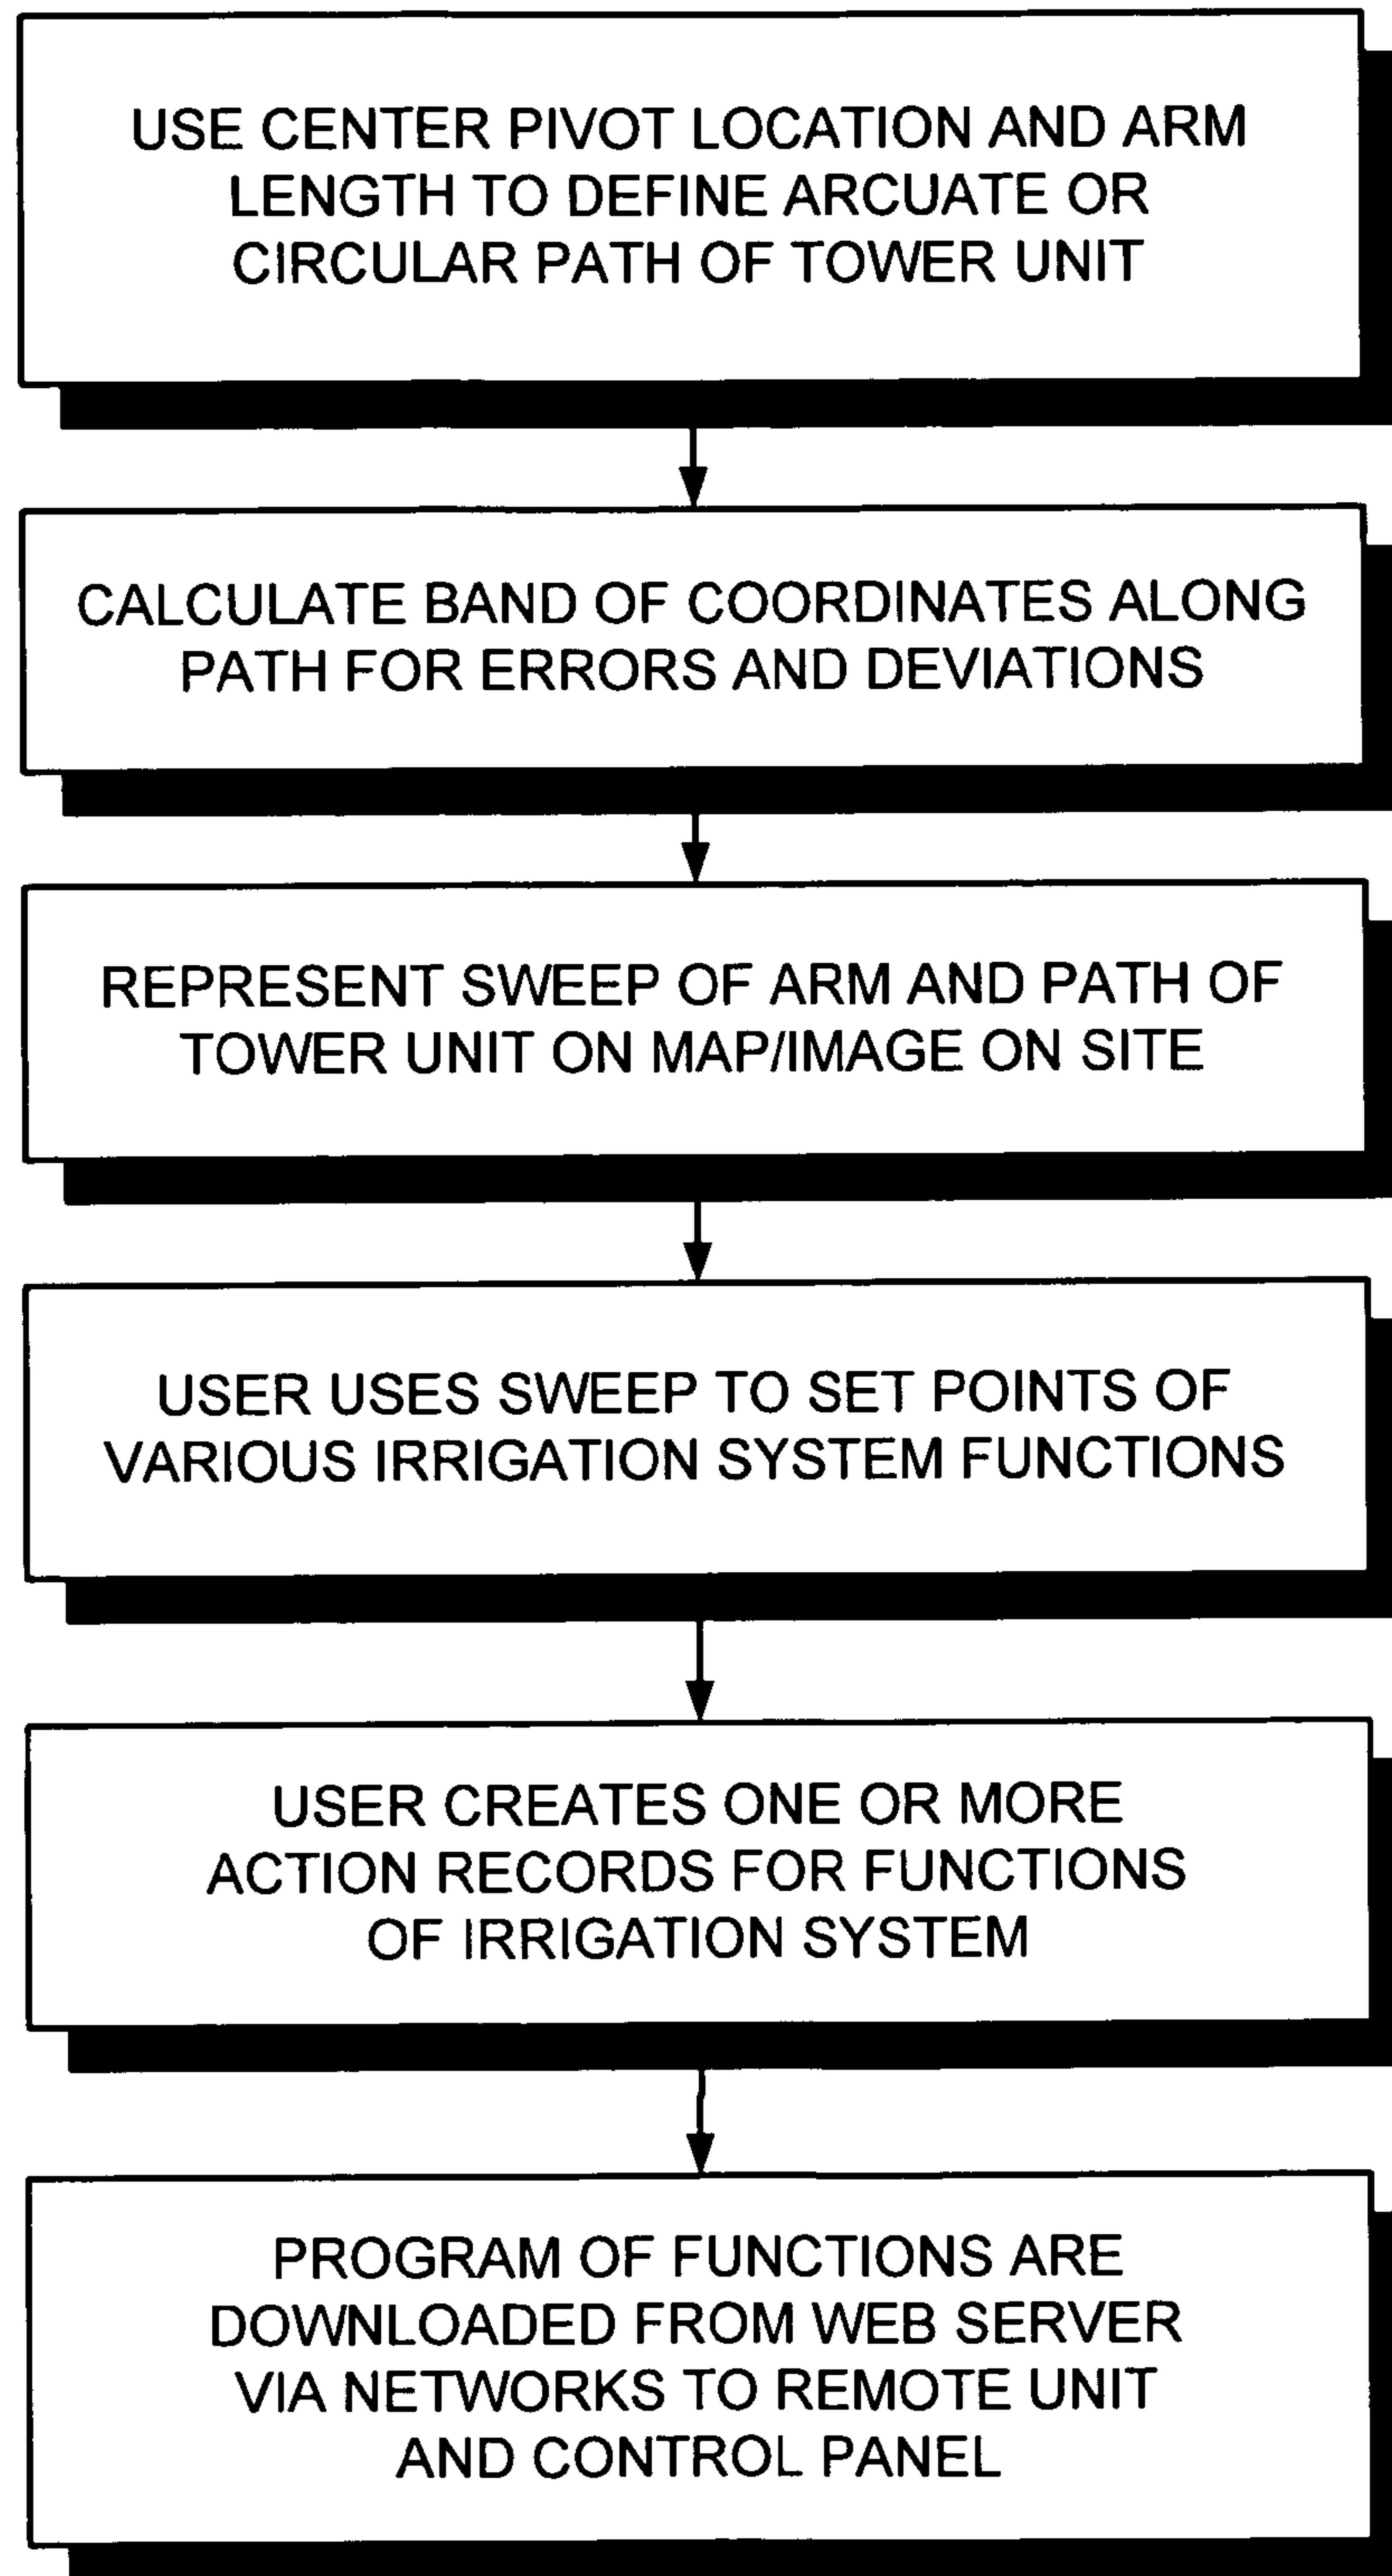 USE CENTER PIVOT LOCATION AND ARM
LENGTH TO DEFINE ARCUATE OR
CIRCULAR PATH OF TOWER UNIT
CALCULATE BAND OF COORDINATES ALONG
PATH FOR ERRORS AND DEVIATIONS
REPRESENT SWEEP OF ARM AND PATH OF
TOWER UNIT ON MAP/IMAGE ON SITE
USER USES SWEEP TO SET POINTS OF
VARIOUS IRRIGATION SYSTEM FUNCTIONS
USER CREATES ONE OR MORE
ACTION RECORDS FOR FUNCTIONS
OF IRRIGATION SYSTEM
PROGRAM OF FUNCTIONS ARE
DOWNLOADED FROM WEB SERVER
VIA NETWORKS TO REMOTE UNIT
AND CONTROL PANEL